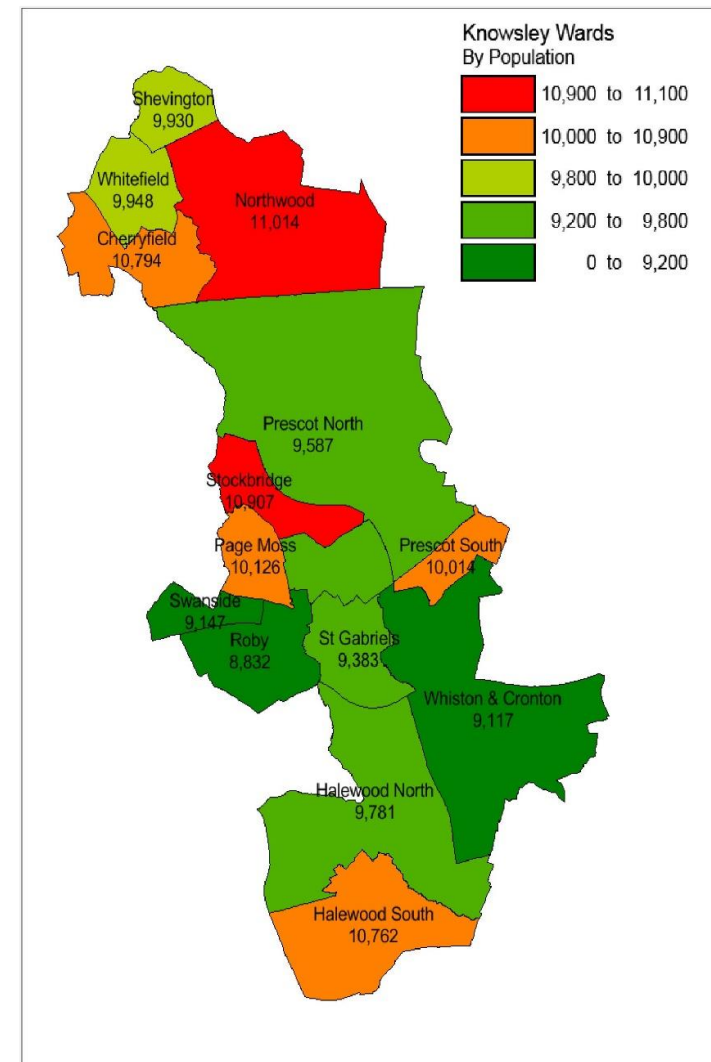 Knowsley Wards
By Population
10,900 to 11,100
10,000 to 10,900
9,800 to 10,000
9,200 to 9,800
0 to 9,200
Shevington
9,930
Whitefield
9,948
Northwood
11,014
Cherryfield
10,794
Prescot North
9,587
Stockbridge
10,907
Page Moss
10,126
Prescot South
10,014
Swanside
9,147
Roby
8,832
St Gabriels
9,383
Whiston & Cronton
9,117
Halewood North
9,781
Halewood South
10,762